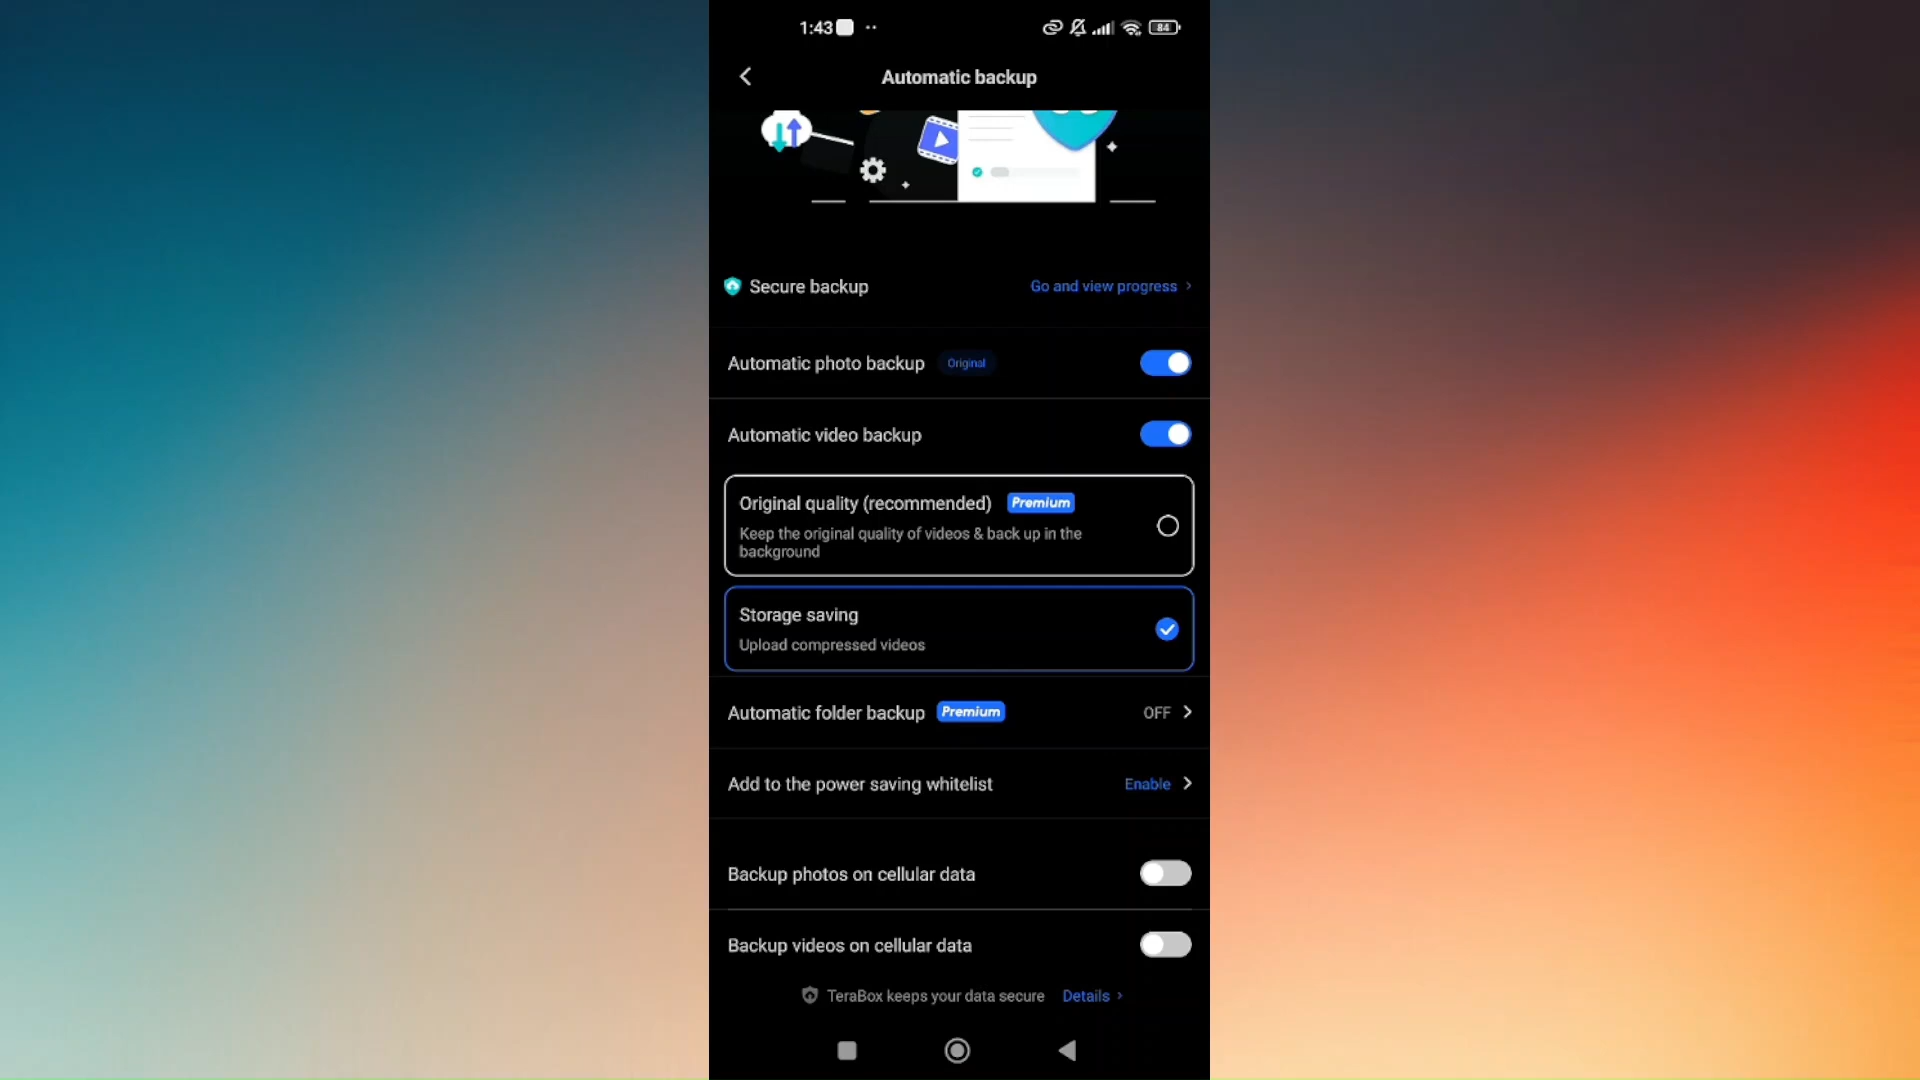 1:43
84
Automatic backup
Secure backup
Go and view progress
Automatic photo backup
Original
Automatic video backup
Original quality (recommended)
Premium
Keep the original quality of videos & back up in the
background
Storage saving
Upload compressed videos
Automatic folder backup
Premium
OFF
Add to the power saving whitelist
Enable
Backup photos on cellular data
Backup videos on cellular data
TeraBox keeps your data secure
Details